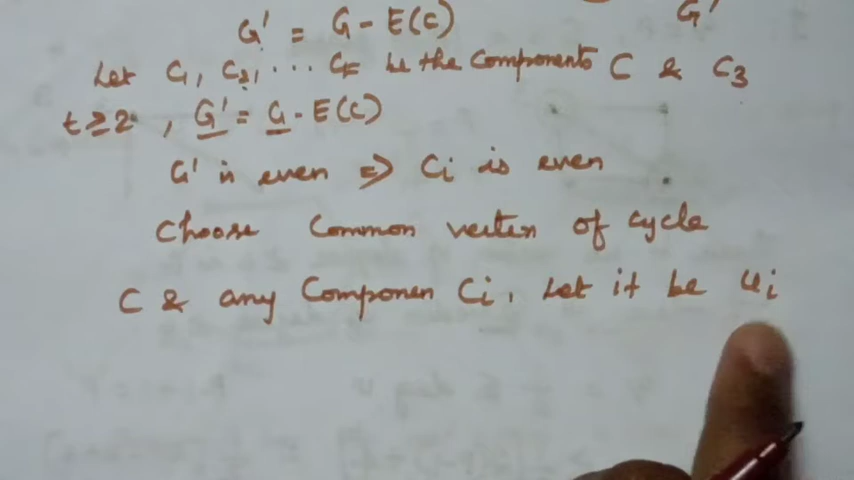 G' = G - E(C)
G'
Let C1, C2, ... Ct be the Components C & C3
t ≥ 2, G' = G - E(C)
G' is even => Ci is even
Choose Common vertex of cycle
C & any Componen Ci. Let it be ui